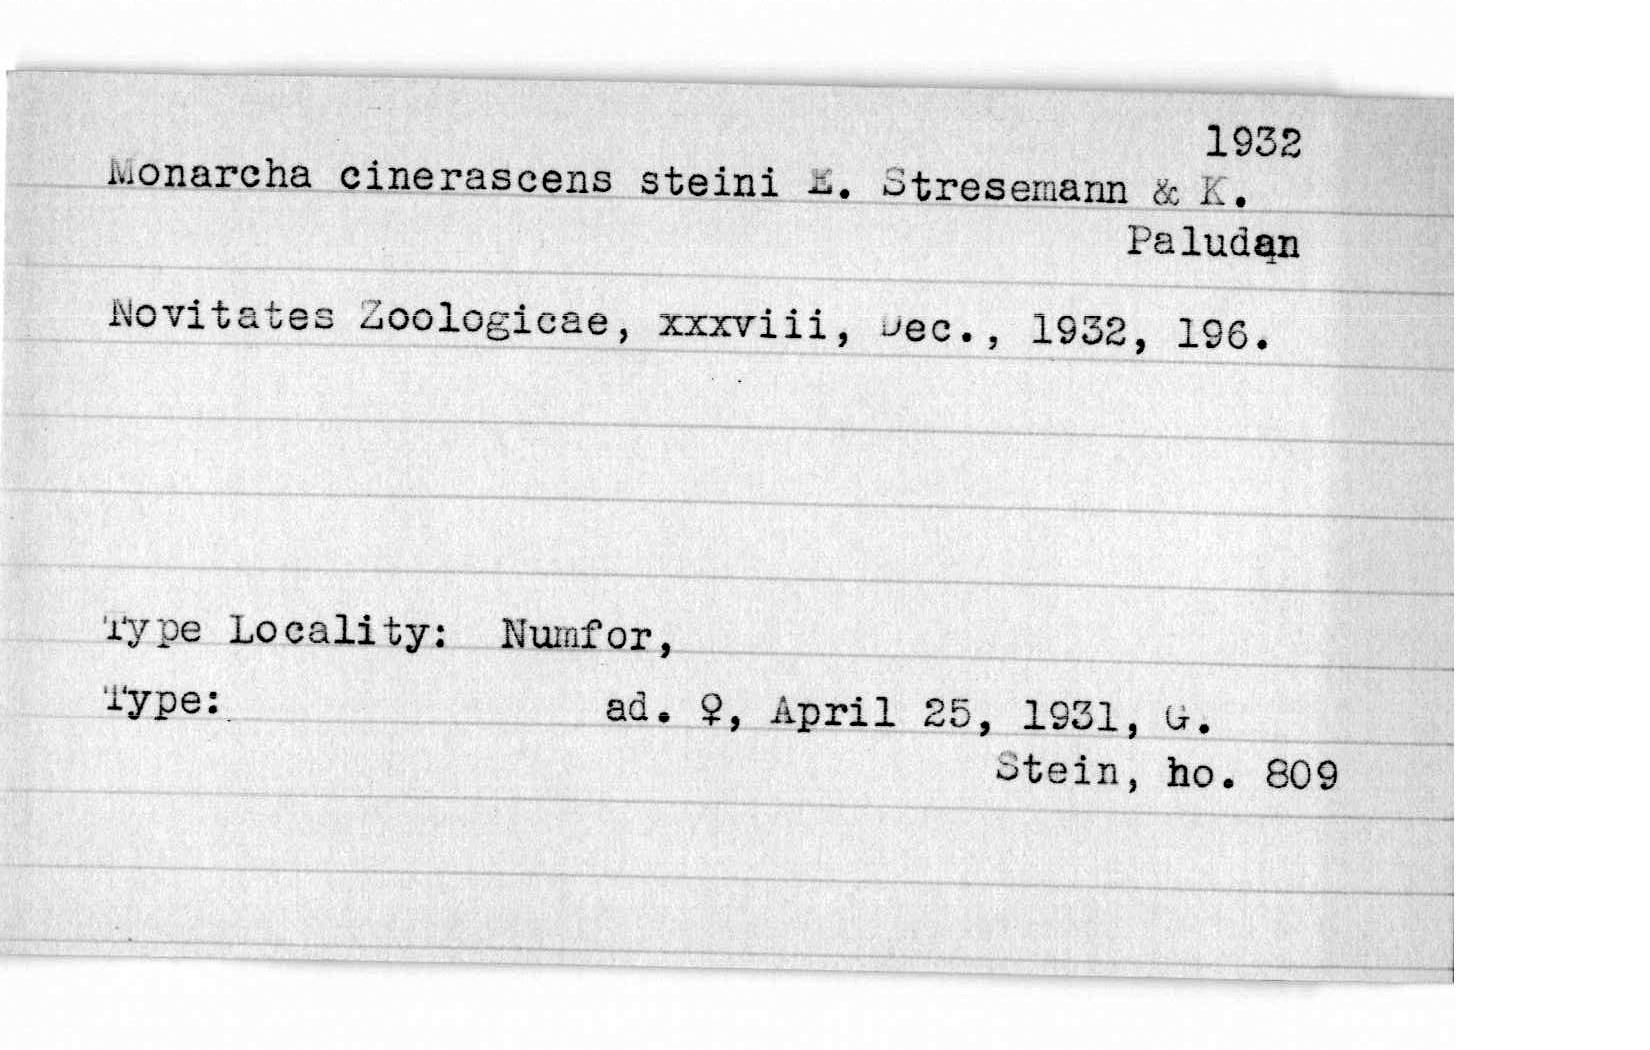 1932
Monarcha cinerascens steini E. Stresemann & K.
Paludan
Novitates Zoologicae, xxxviii, Dec., 1932, 196.
Type Locality: Numfor,
Type: ad. ♀, April 25, 1931, G.
Stein, ho. 809